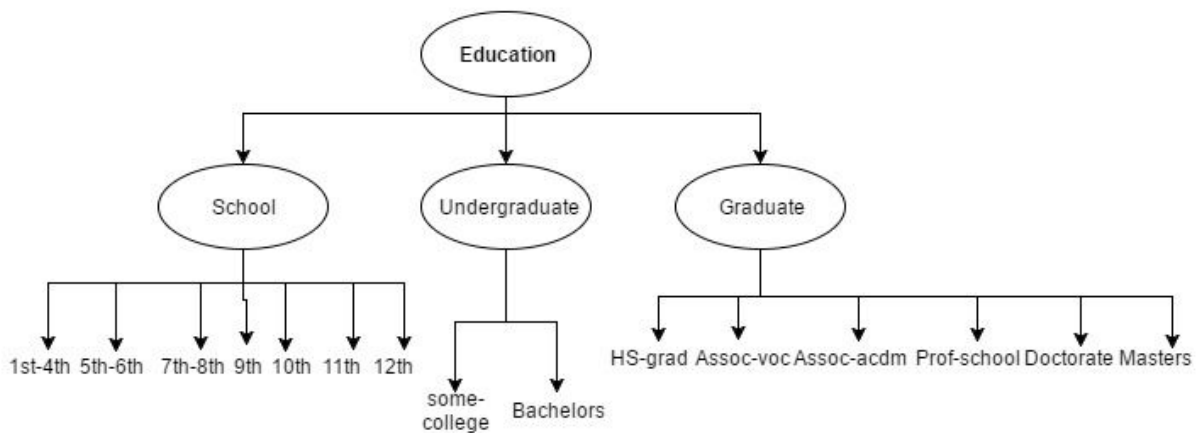 Education
School
Undergraduate
Graduate
1st-4th
5th-6th
7th-8th
9th
10th
11th
12th
some-
college
Bachelors
HS-grad
Assoc-voc
Assoc-acdm
Prof-school
Doctorate
Masters